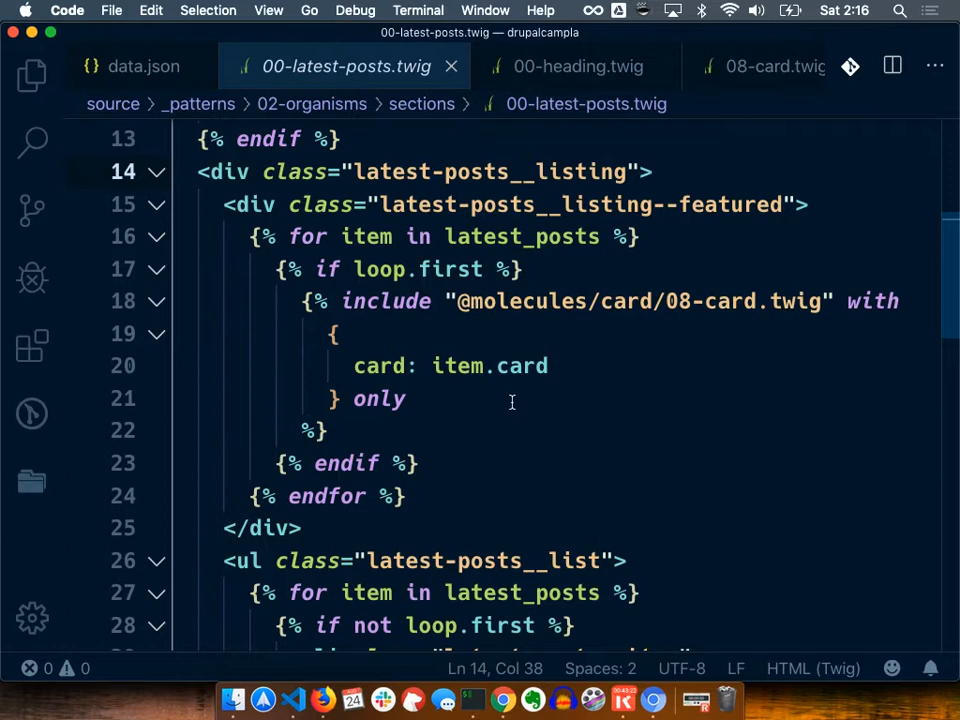 Code File Edit Selection View Go Debug Terminal Window Help Sat 2:16
00-latest-posts.twig — drupalcampla
{} data.json 00-latest-posts.twig 00-heading.twig 08-card.twig
source > _patterns > 02-organisms > sections > 00-latest-posts.twig
13 {% endif %}
14 <div class="latest-posts__listing">
15 <div class="latest-posts__listing--featured">
16 {% for item in latest_posts %}
17 {% if loop.first %}
18 {% include "@molecules/card/08-card.twig" with
19 {
20 card: item.card
21 } only
22 %}
23 {% endif %}
24 {% endfor %}
25 </div>
26 <ul class="latest-posts__list">
27 {% for item in latest_posts %}
28 {% if not loop.first %}
0 0 Ln 14, Col 38 Spaces: 2 UTF-8 LF HTML (Twig)